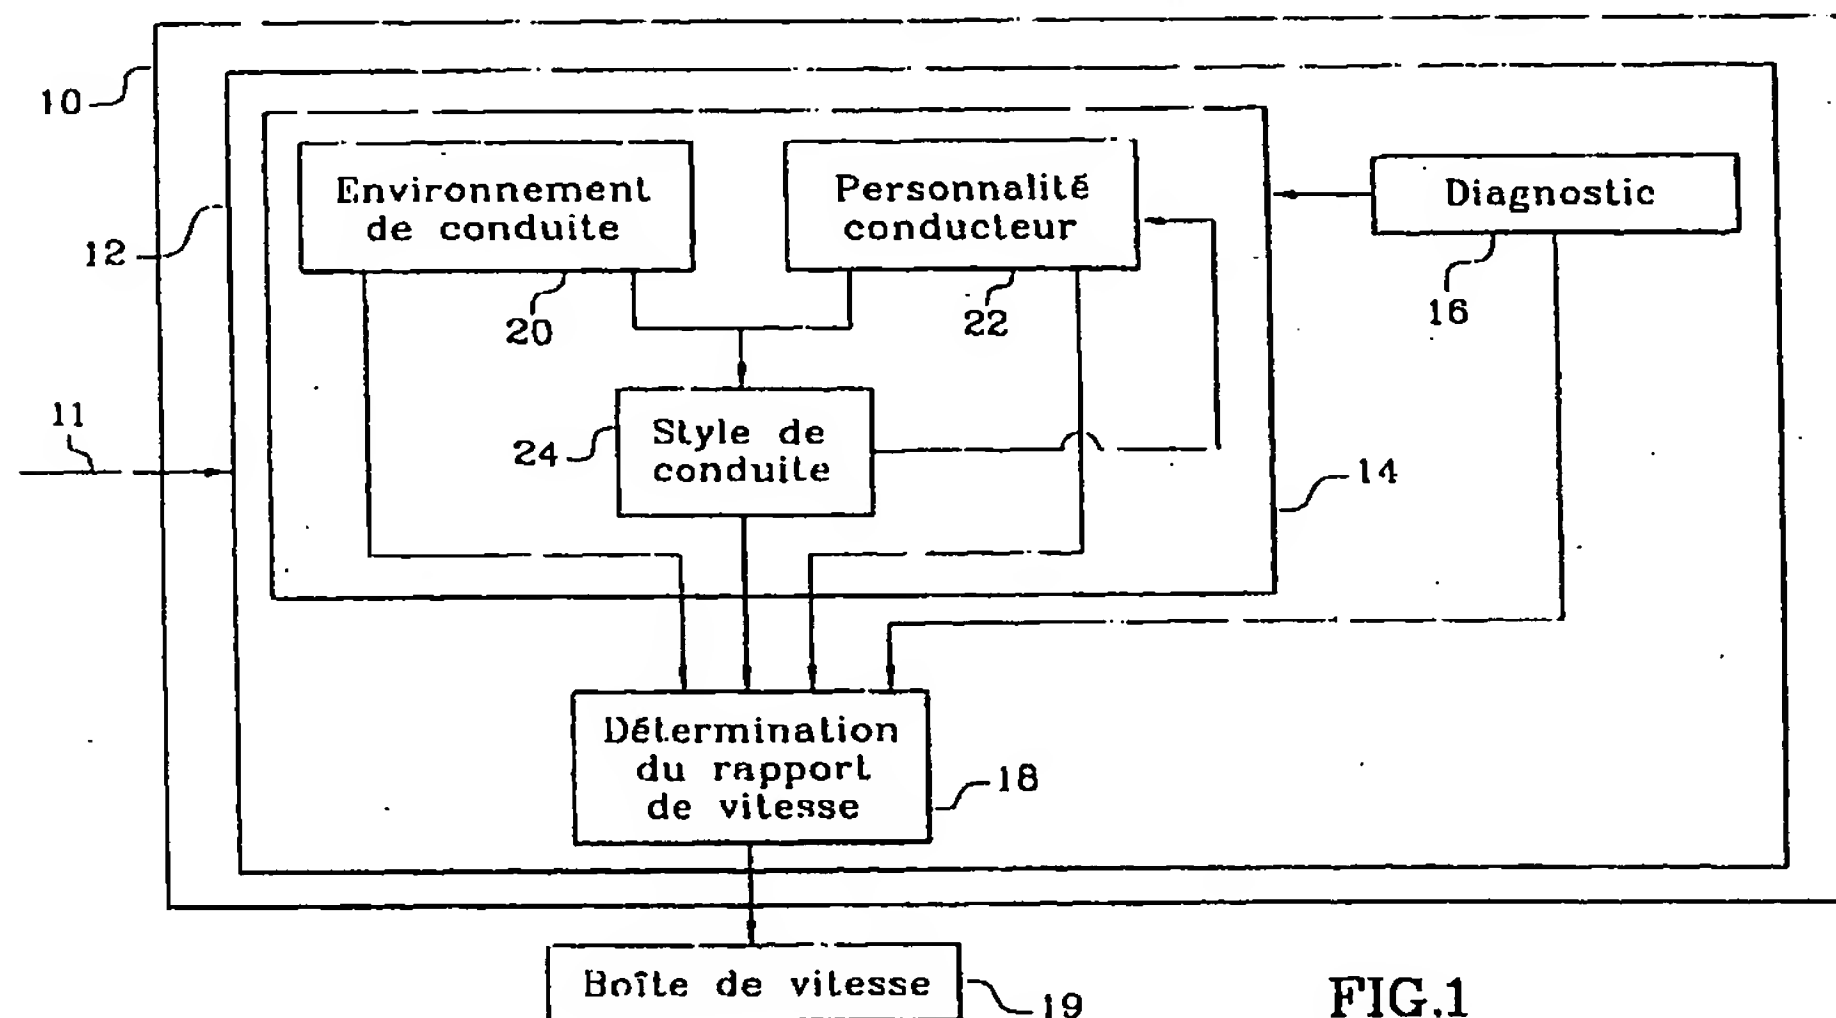 10
Environnement
de conduite
Personnalité
conducteur
Diagnostic
12
20
22
16
11
24
Style de
conduite
14
Détermination
du rapport
de vitesse
18
Boîte de vitesse
19
FIG.1